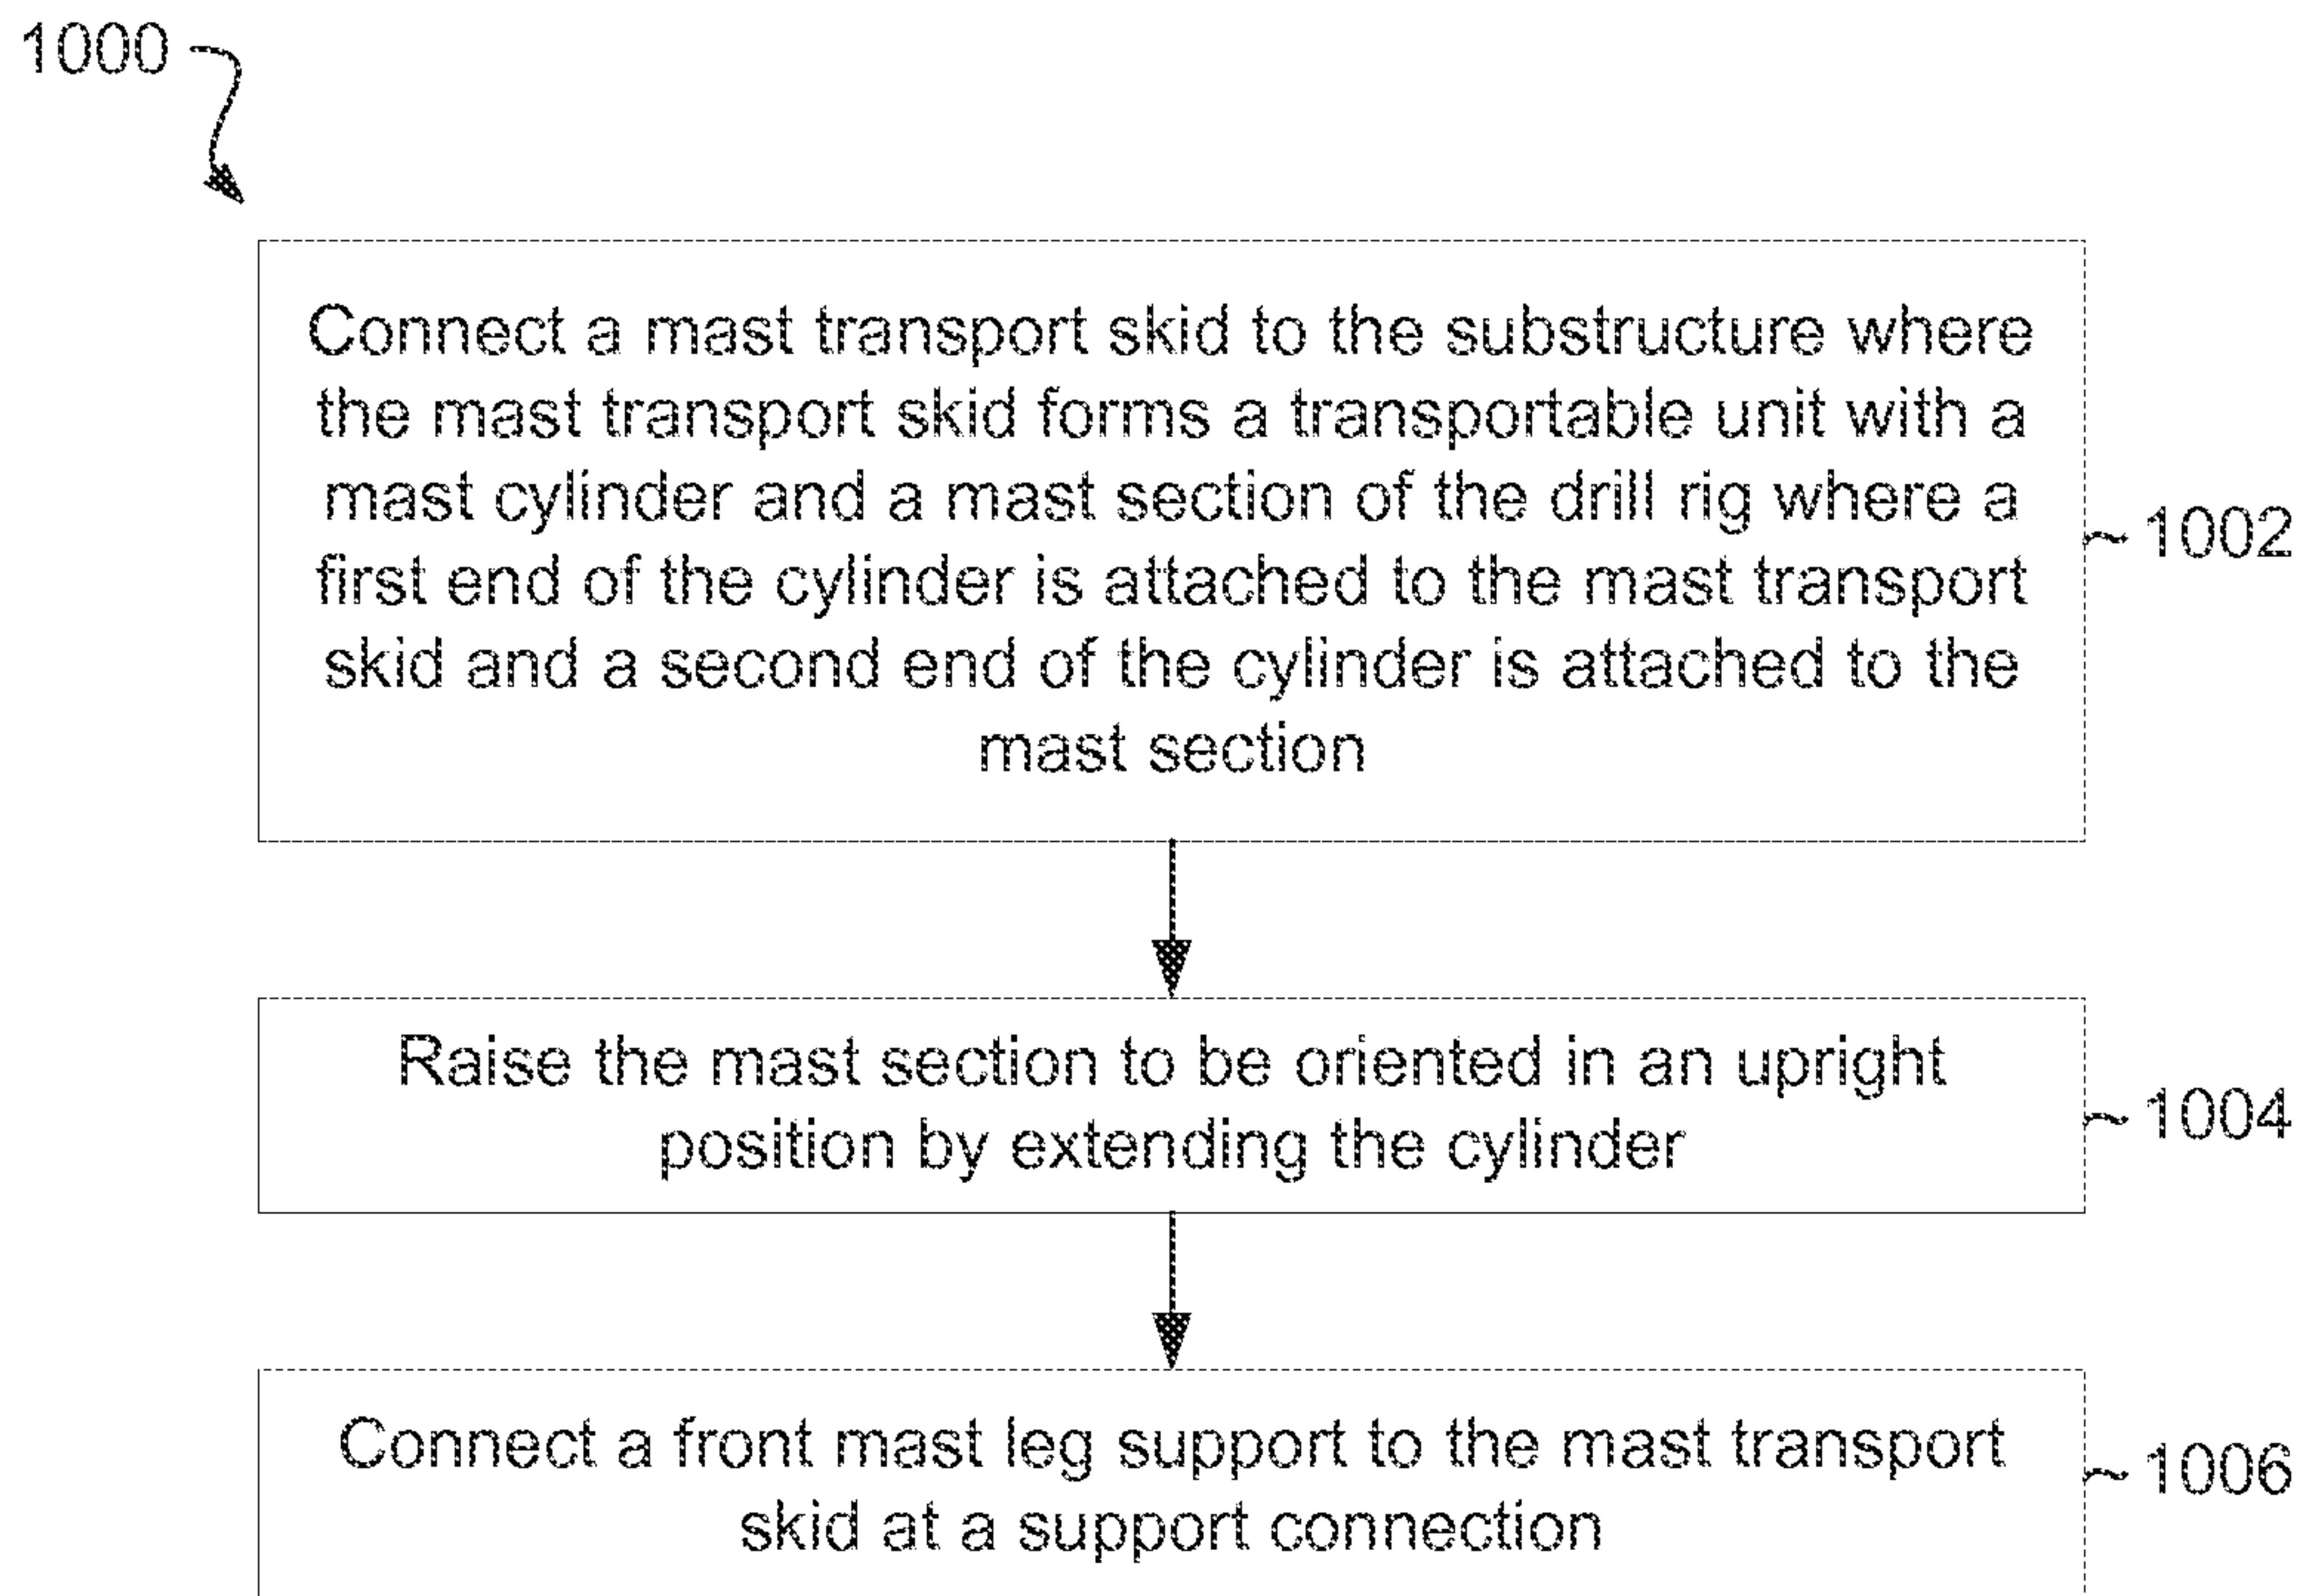 1000
Connect a mast transport skid to the substructure where
the mast transport skid forms a transportable unit with a
mast cylinder and a mast section of the drill rig where a
first end of the cylinder is attached to the mast transport
skid and a second end of the cylinder is attached to the
mast section
1002
Raise the mast section to be oriented in an upright
position by extending the cylinder
1004
Connect a front mast leg support to the mast transport
skid at a support connection
1006